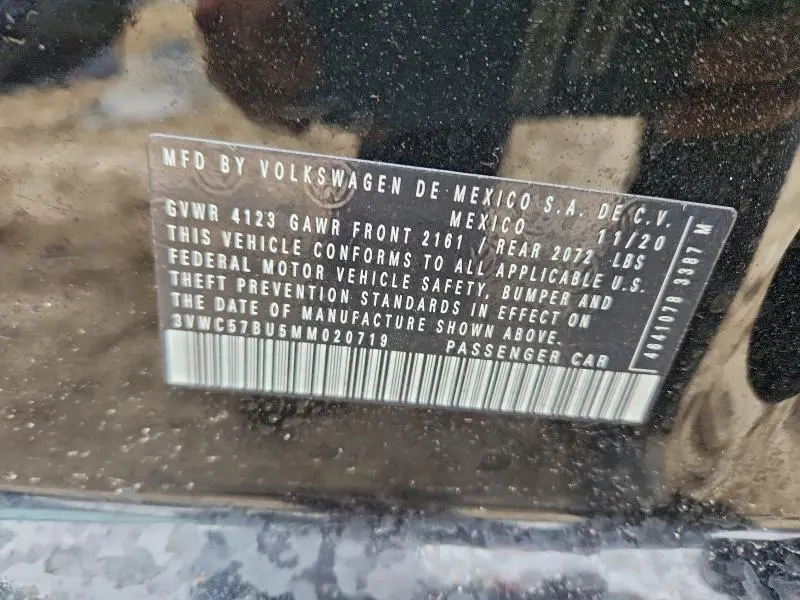 MFD BY VOLKSWAGEN DE MEXICO S.A. DE C.V.
MEXICO 11/20
GVWR 4123 GAWR FRONT 2161 / REAR 2072 LBS
THIS VEHICLE CONFORMS TO ALL APPLICABLE U.S.
FEDERAL MOTOR VEHICLE SAFETY, BUMPER AND
THEFT PREVENTION STANDARDS IN EFFECT ON
THE DATE OF MANUFACTURE SHOWN ABOVE.
3VWC57BU5MM020719 PASSENGER CAR
4641078 3387 M